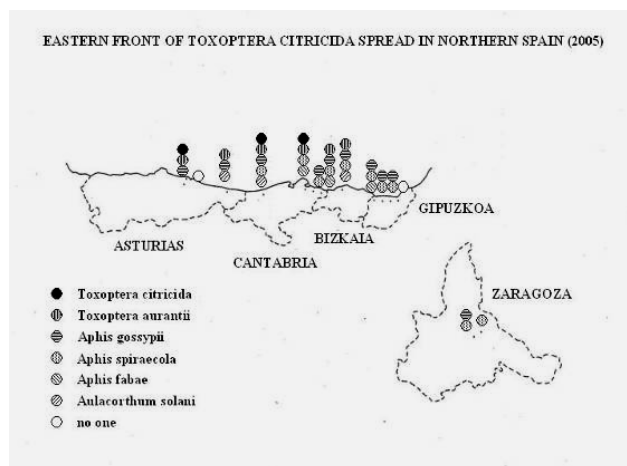 EASTERN FRONT OF TOXOPTERA CITRICIDA SPREAD IN NORTHERN SPAIN (2005)
GIPUZKOA
BIZKAIA
ASTURIAS
CANTABRIA
ZARAGOZA
Toxoptera citricida
Toxoptera aurantii
Aphis gossypii
Aphis spiraecola
Aphis fabae
Aulacorthum solani
no one